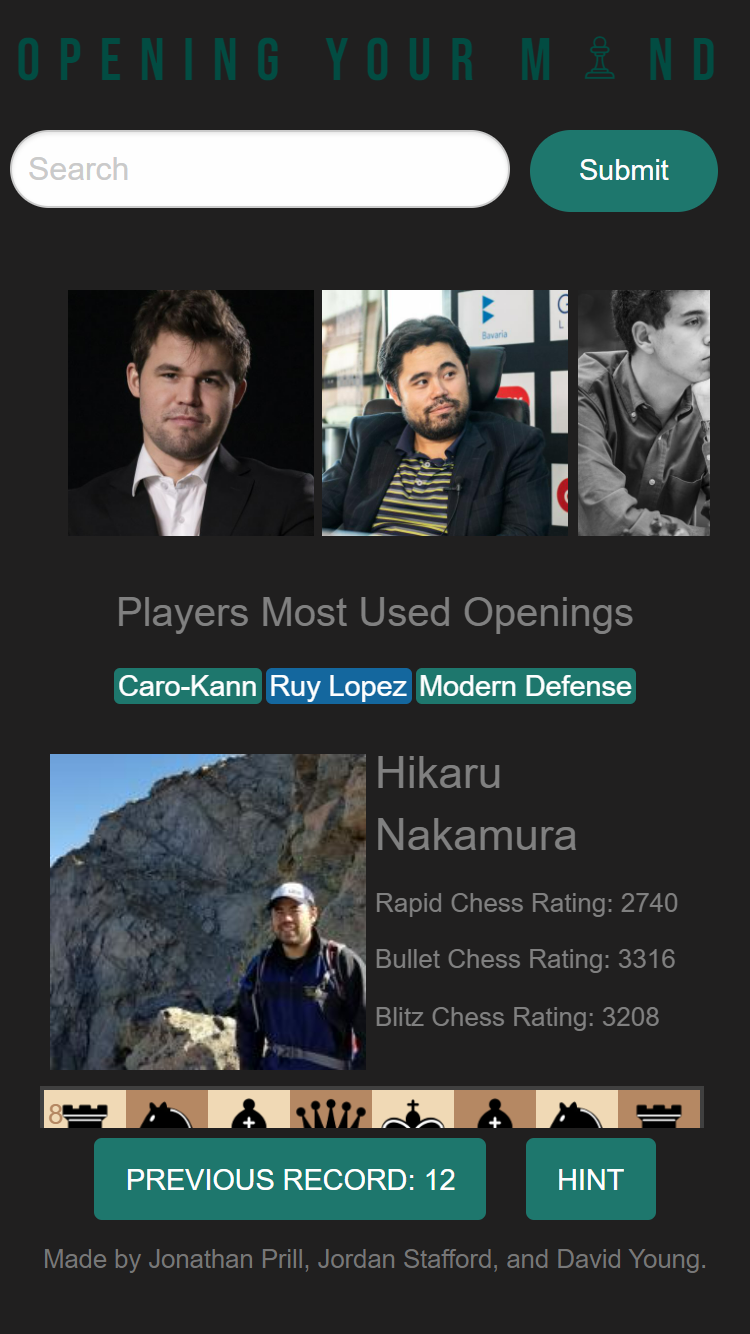 OPENING YOUR M ND
Search
Submit
Bavaria
Players Most Used Openings
Caro-Kann Ruy Lopez Modern Defense
Hikaru
Nakamura
Rapid Chess Rating: 2740
Bullet Chess Rating: 3316
Blitz Chess Rating: 3208
8
PREVIOUS RECORD: 12
HINT
Made by Jonathan Prill, Jordan Stafford, and David Young.